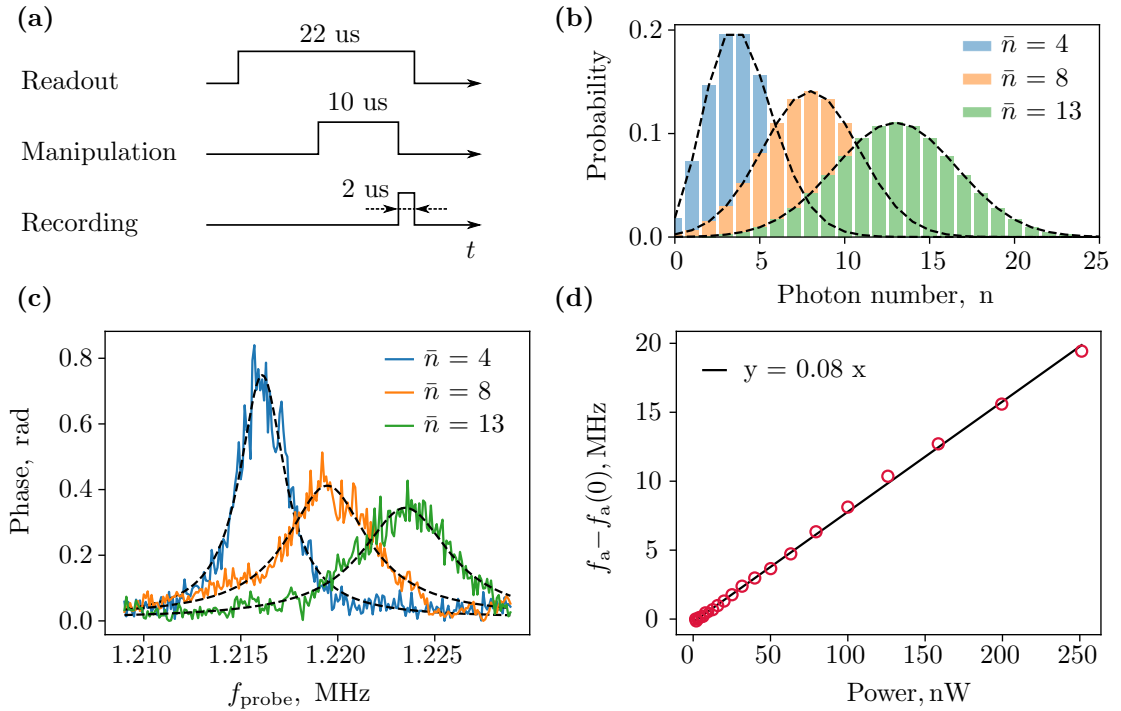 (a)
22 us
Readout
10 us
Manipulation
2 us
Recording
t
(b)
0.2
0.1
0.0
Probability
n̄ = 4
n̄ = 8
n̄ = 13
0 5 10 15 20 25
Photon number, n
(c)
0.8
0.6
0.4
0.2
0.0
Phase, rad
n̄ = 4
n̄ = 8
n̄ = 13
1.210 1.215 1.220 1.225
f_probe, MHz
(d)
20
15
10
5
0
f_a − f_a(0), MHz
y = 0.08 x
0 50 100 150 200 250
Power, nW